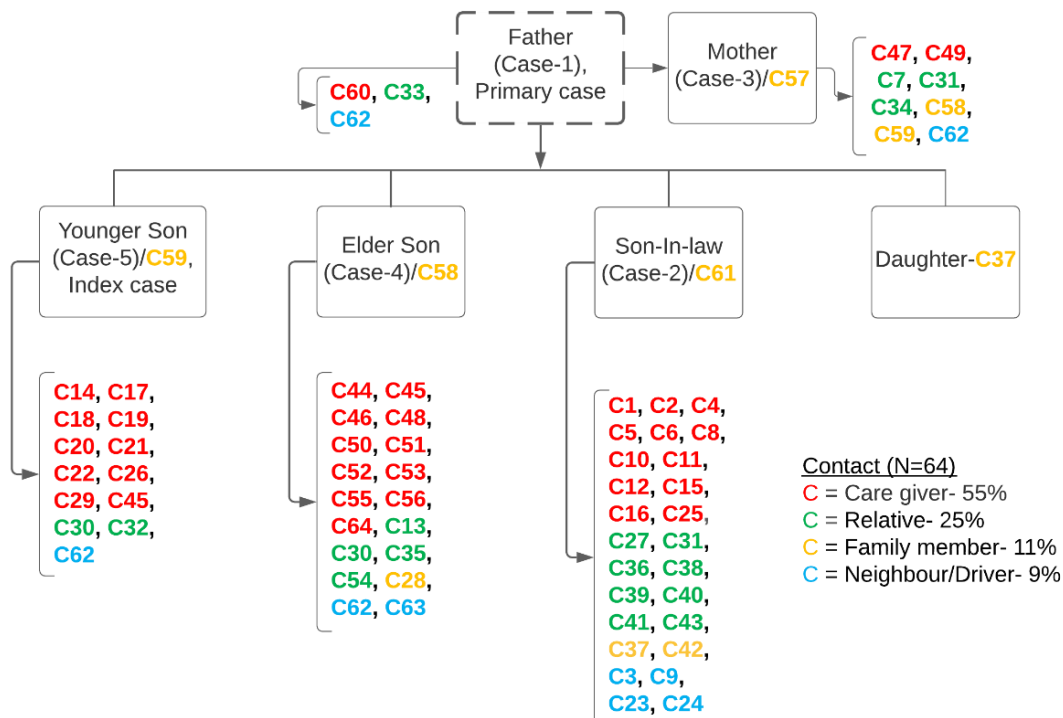 Father
(Case-1),
Primary case
Mother
(Case-3)/C57
C60, C33,
C62
C47, C49,
C7, C31,
C34, C58,
C59, C62
Younger Son
(Case-5)/C59,
Index case
Elder Son
(Case-4)/C58
Son-In-law
(Case-2)/C61
Daughter-C37
C14, C17,
C18, C19,
C20, C21,
C22, C26,
C29, C45,
C30, C32,
C62
C44, C45,
C46, C48,
C50, C51,
C52, C53,
C55, C56,
C64, C13,
C30, C35,
C54, C28,
C62, C63
C1, C2, C4,
C5, C6, C8,
C10, C11,
C12, C15,
C16, C25,
C27, C31,
C36, C38,
C39, C40,
C41, C43,
C37, C42,
C3, C9,
C23, C24
Contact (N=64)
C = Care giver- 55%
C = Relative- 25%
C = Family member- 11%
C = Neighbour/Driver- 9%